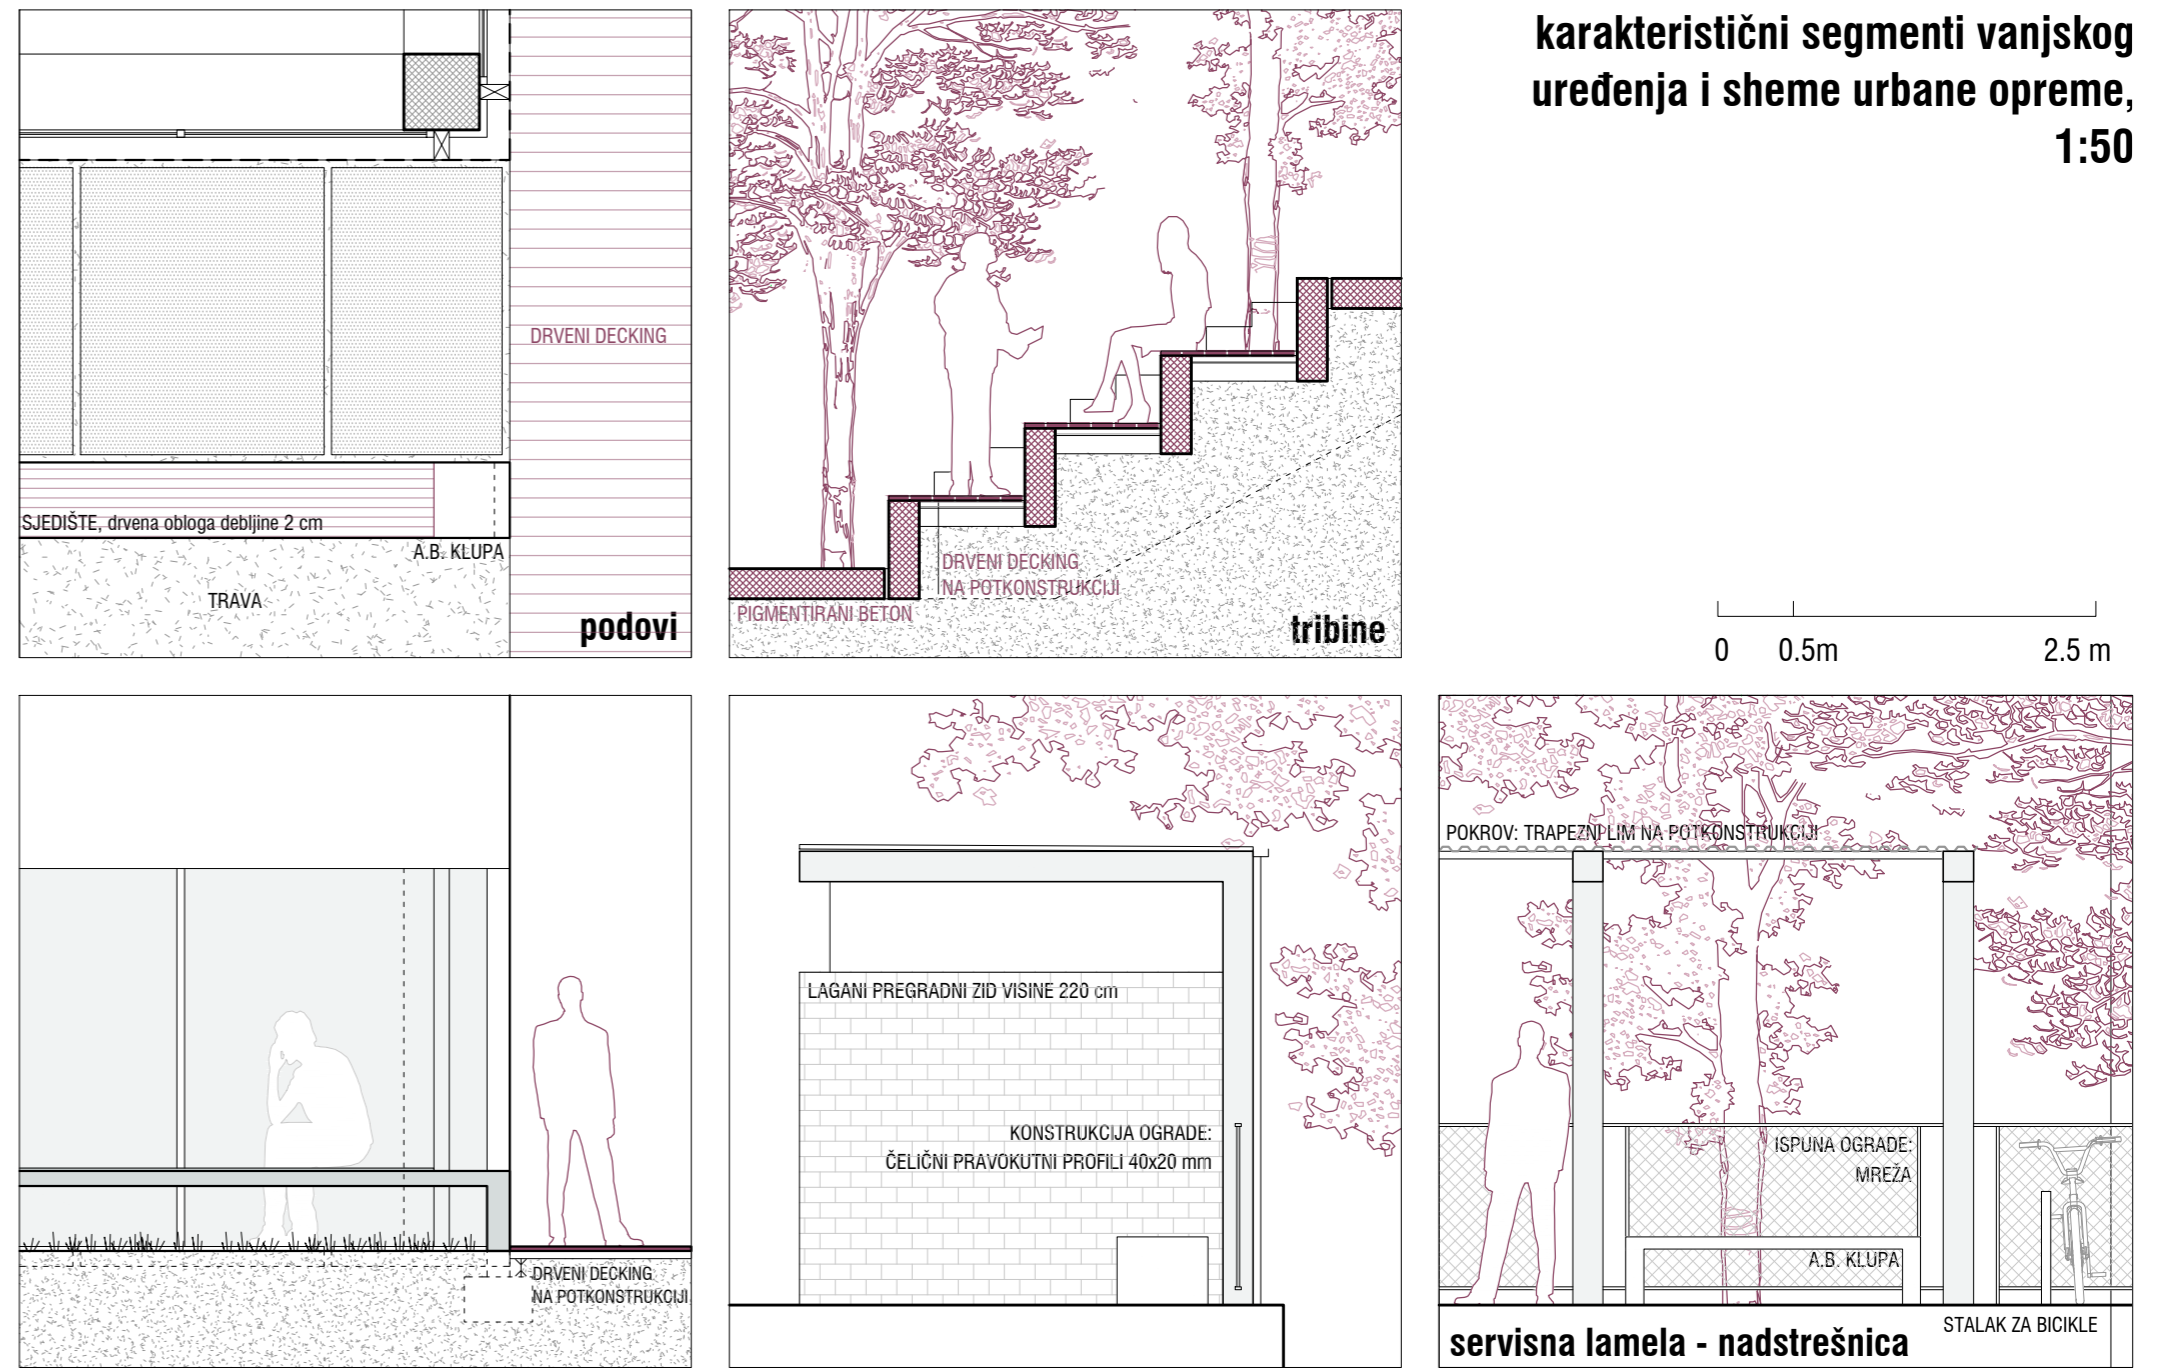 karakteristični segmenti vanjskog
uređenja i sheme urbane opreme,
1:50
DRVENI DECKING
SJEDIŠTE, drvena obloga debljine 2 cm
A.B. KLUPA
TRAVA
podovi
DRVENI DECKING
NA POTKONSTRUKCIJI
PIGMENTIRANI BETON
tribine
0 0.5m 2.5 m
DRVENI DECKING
NA POTKONSTRUKCIJI
LAGANI PREGRADNI ZID VISINE 220 cm
KONSTRUKCIJA OGRADE:
ČELIČNI PRAVOKUTNI PROFILI 40x20 mm
POKROV: TRAPEZNI LIM NA POTKONSTRUKCIJI
ISPUNA OGRADE:
MREŽA
A.B. KLUPA
STALAK ZA BICIKLE
servisna lamela - nadstrešnica